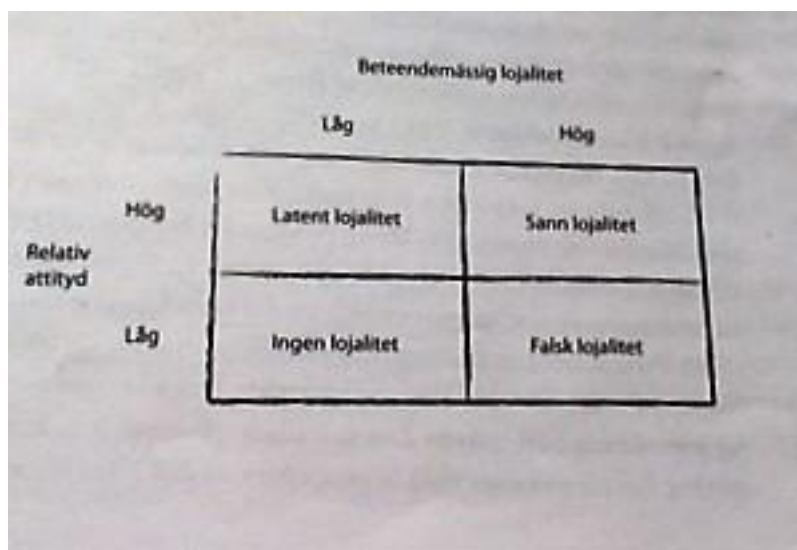 Beteendemässig lojalitet
Låg Hög
Hög Latent lojalitet Sann lojalitet
Relativ
attityd
Låg Ingen lojalitet Falsk lojalitet